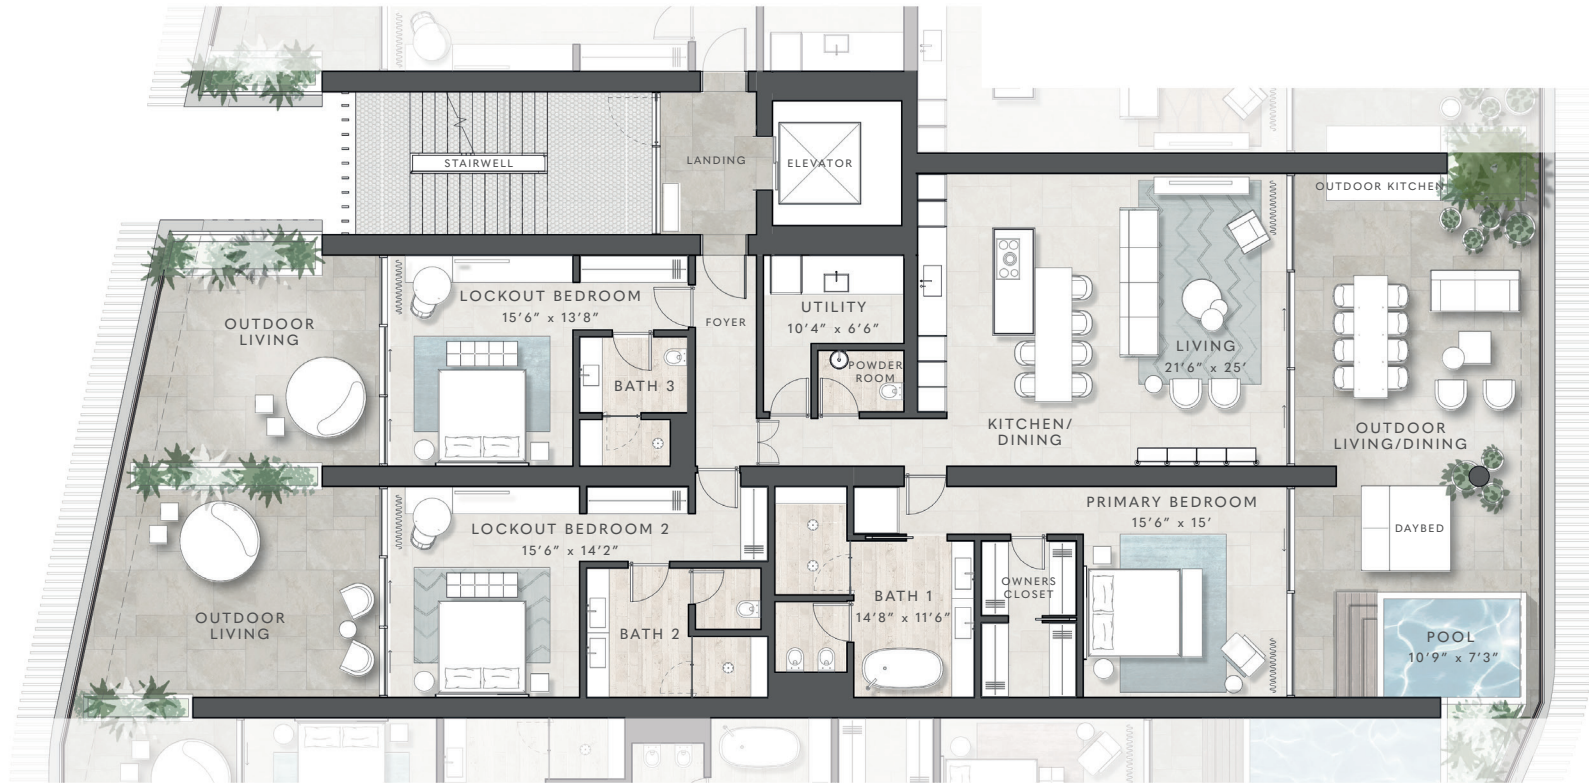 STAIRWELL
LANDING
ELEVATOR
OUTDOOR KITCHEN
LOCKOUT BEDROOM
15'6" x 13'8"
FOYER
UTILITY
10'4" x 6'6"
OUTDOOR
LIVING
LIVING
21'6" x 25'
POWDER
ROOM
BATH 3
KITCHEN/
DINING
OUTDOOR
LIVING/DINING
LOCKOUT BEDROOM 2
15'6" x 14'2"
PRIMARY BEDROOM
15'6" x 15'
DAYBED
OWNERS
CLOSET
BATH 1
14'8" x 11'6"
OUTDOOR
LIVING
BATH 2
POOL
10'9" x 7'3"